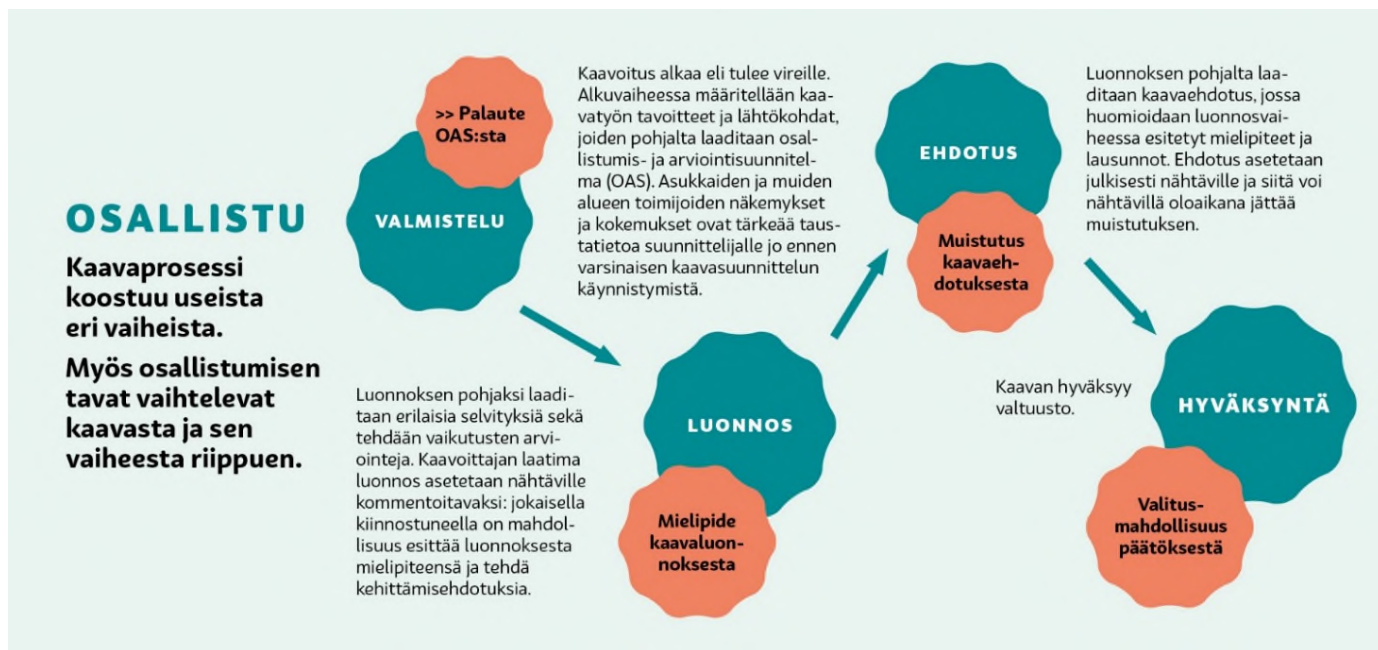 OSALLISTU
Kaavaprosessi
koostuu useista
eri vaiheista.
Myös osallistumisen
tavat vaihtelevat
kaavasta ja sen
vaiheesta riippuen.
>> Palaute
OAS:sta
VALMISTELU
Kaavoitus alkaa eli tulee vireille.
Alkuvaiheessa määritellään kaa-
vatyön tavoitteet ja lähtökohdat,
joiden pohjalta laaditaan osal-
listumis- ja arviointisuunnitel-
ma (OAS). Asukkaiden ja muiden
alueen toimijoiden näkemykset
ja kokemukset ovat tärkeää taus-
tatietoa suunnittelijalle jo ennen
varsinaisen kaavasuunnittelun
käynnistymistä.
Luonnoksen pohjaksi laadi-
taan erilaisia selvityksiä sekä
tehdään vaikutusten arvi-
ointeja. Kaavoittajan laatima
luonnos asetetaan nähtäville
kommentoitavaksi: jokaisella
kiinnostuneella on mahdol-
lisuus esittää luonnoksesta
mielipiteensä ja tehdä
kehittämisehdotuksia.
LUONNOS
Mielipide
kaavaluon-
noksesta
EHDOTUS
Muistutus
kaavaeh-
dotuksesta
Luonnoksen pohjalta laa-
ditaan kaavaehdotus, jossa
huomioidaan luonnosvai-
heessa esitetyt mielipiteet ja
lausunnot. Ehdotus asetetaan
julkisesti nähtäville ja siitä voi
nähtävillä oloaikana jättää
muistutuksen.
Kaavan hyväksyy
valtuusto.
HYVÄKSYNTÄ
Valitus-
mahdollisuus
päätöksestä